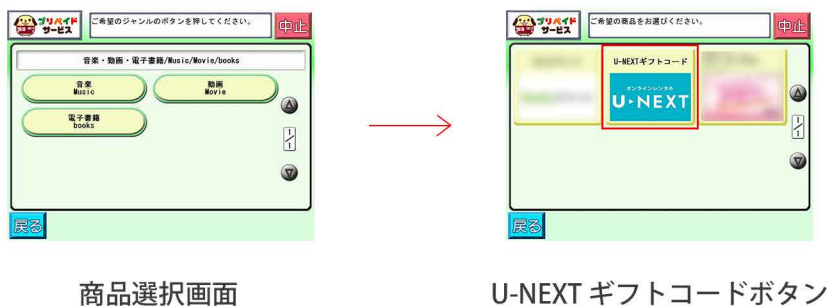 プリペイド
サービス
ご希望のジャンルのボタンを押してください。
中止
音楽・動画・電子書籍/Music/Movie/books
音楽
Music
動画
Movie
電子書籍
books
1/1
戻る
商品選択画面
プリペイド
サービス
ご希望の商品をお選びください。
中止
U-NEXTギフトコード
オンラインレンタル
U-NEXT
1/1
戻る
U-NEXT ギフトコードボタン